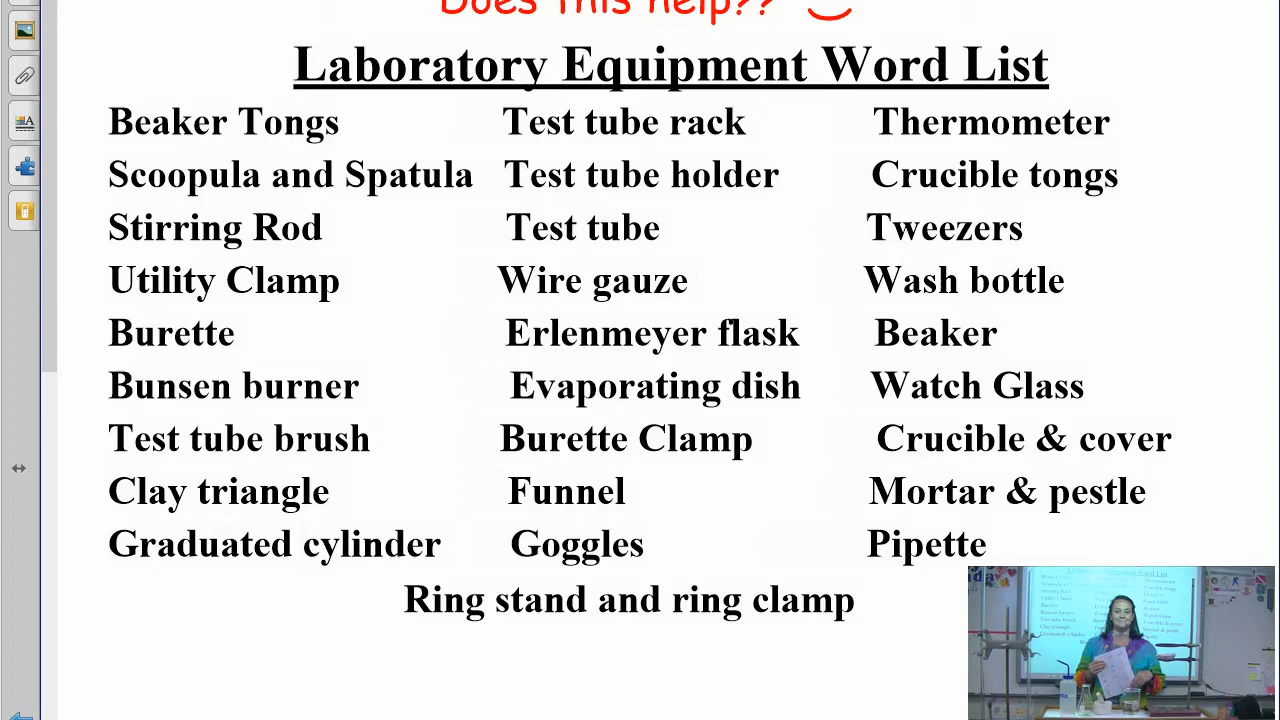 Does This help??
Laboratory Equipment Word List
Beaker Tongs Test tube rack Thermometer
Scoopula and Spatula Test tube holder Crucible tongs
Stirring Rod Test tube Tweezers
Utility Clamp Wire gauze Wash bottle
Burette Erlenmeyer flask Beaker
Bunsen burner Evaporating dish Watch Glass
Test tube brush Burette Clamp Crucible & cover
Clay triangle Funnel Mortar & pestle
Graduated cylinder Goggles Pipette
Ring stand and ring clamp